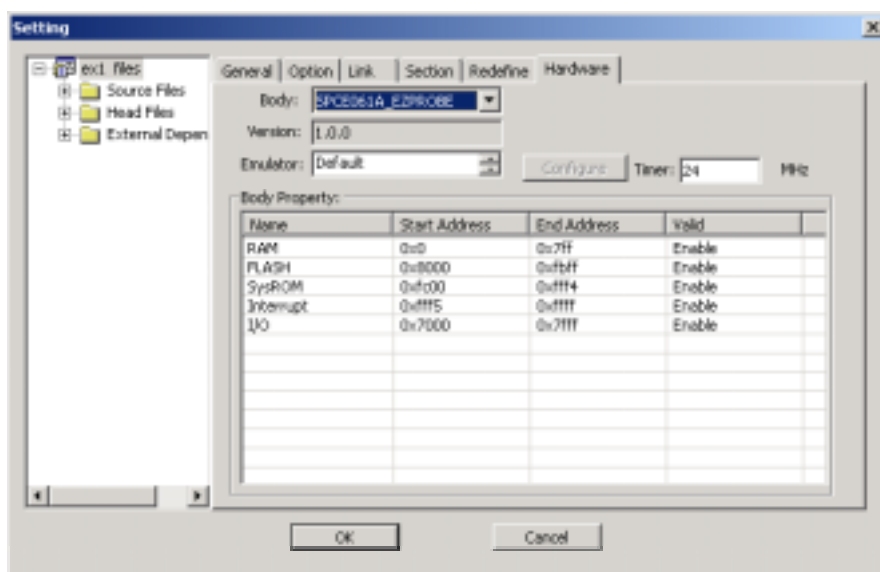 Setting
ex1 files
Source Files
Head Files
External Depen
General Option Link Section Redefine Hardware
Body: SPCE061A_EZPROBE
Version: 1.0.0
Emulator: Default Configure Timer: 24 MHz
Body Property:
Name Start Address End Address Valid
RAM 0x0 0x7ff Enable
FLASH 0x8000 0xfbff Enable
SysROM 0xfc00 0xfff4 Enable
Interrupt 0xfff5 0xffff Enable
I/O 0x7000 0x7fff Enable
OK Cancel